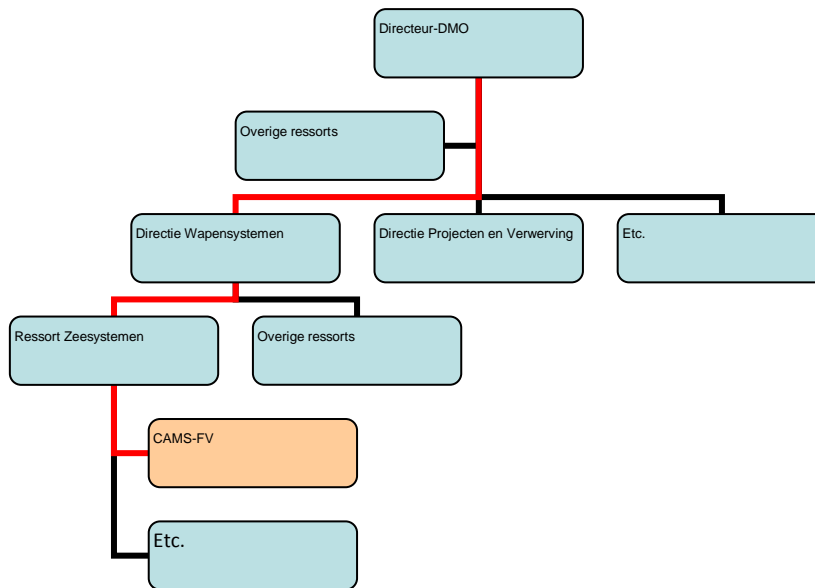 Directeur-DMO
Overige ressorts
Directie Wapensystemen
Directie Projecten en Verwerving
Etc.
Ressort Zeesystemen
Overige ressorts
CAMS-FV
Etc.